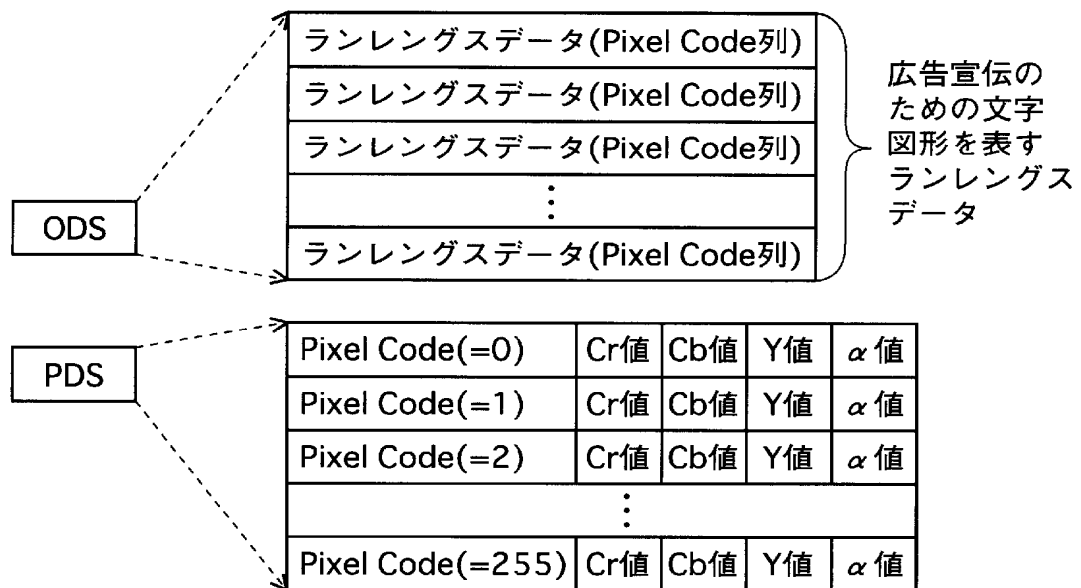 ランレングスデータ(Pixel Code列)
ランレングスデータ(Pixel Code列)
ランレングスデータ(Pixel Code列)
⋮
ランレングスデータ(Pixel Code列)
広告宣伝の
ための文字
図形を表す
ランレングス
データ
ODS
PDS
Pixel Code(=0) Cr値 Cb値 Y値 α値
Pixel Code(=1) Cr値 Cb値 Y値 α値
Pixel Code(=2) Cr値 Cb値 Y値 α値
⋮
Pixel Code(=255) Cr値 Cb値 Y値 α値